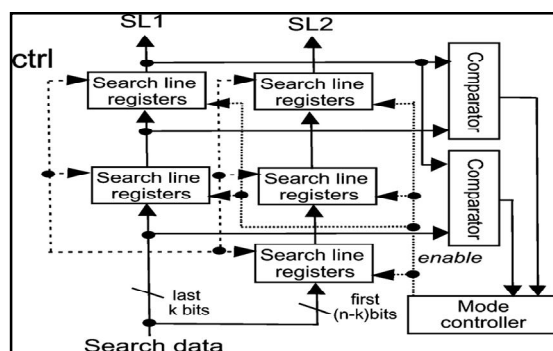 SL1
SL2
ctrl
Search line
registers
Search line
registers
Comparator
Search line
registers
Search line
registers
Comparator
Search line
registers
enable
last
k bits
first
(n-k)bits
Mode
controller
Search data